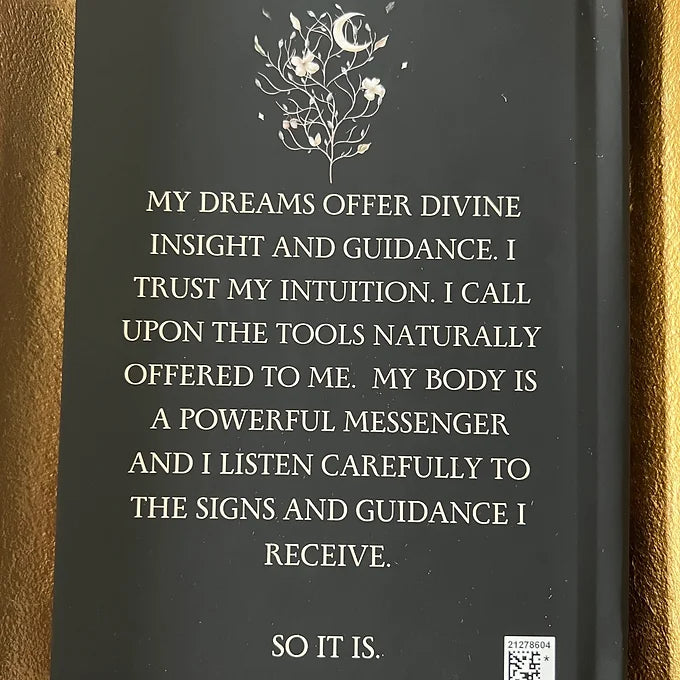 MY DREAMS OFFER DIVINE
INSIGHT AND GUIDANCE. I
TRUST MY INTUITION. I CALL
UPON THE TOOLS NATURALLY
OFFERED TO ME. MY BODY IS
A POWERFUL MESSENGER
AND I LISTEN CAREFULLY TO
THE SIGNS AND GUIDANCE I
RECEIVE.
SO IT IS.
21278604
*